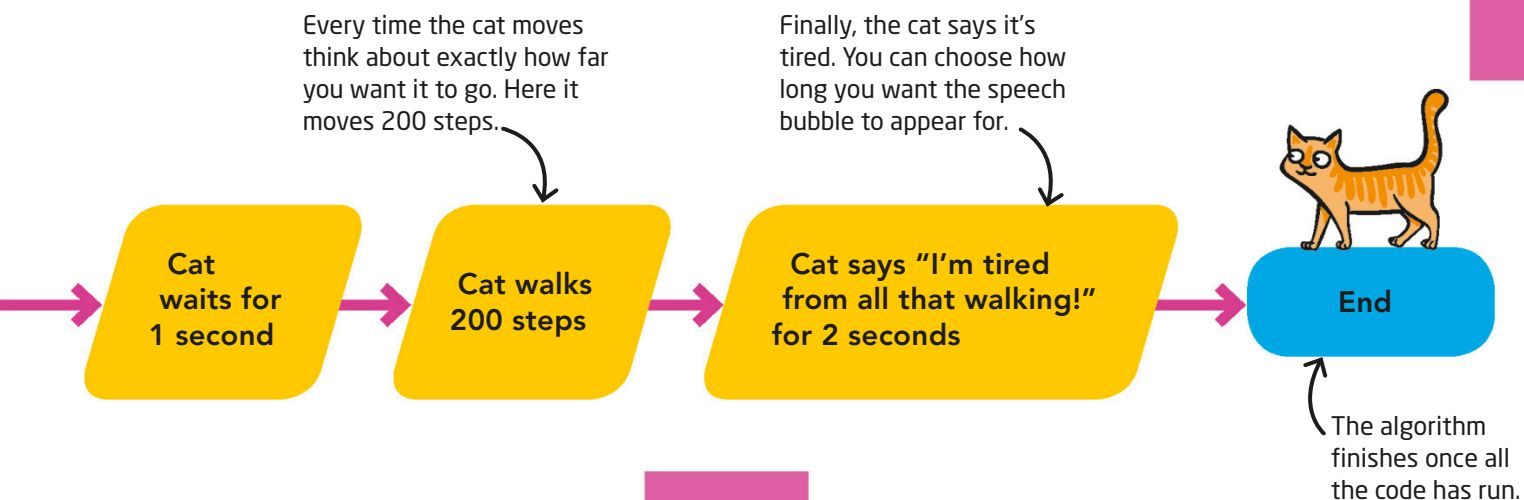 Every time the cat moves
think about exactly how far
you want it to go. Here it
moves 200 steps.
Finally, the cat says it's
tired. You can choose how
long you want the speech
bubble to appear for.
Cat
waits for
1 second
Cat walks
200 steps
Cat says “I'm tired
from all that walking!”
for 2 seconds
End
The algorithm
finishes once all
the code has run.